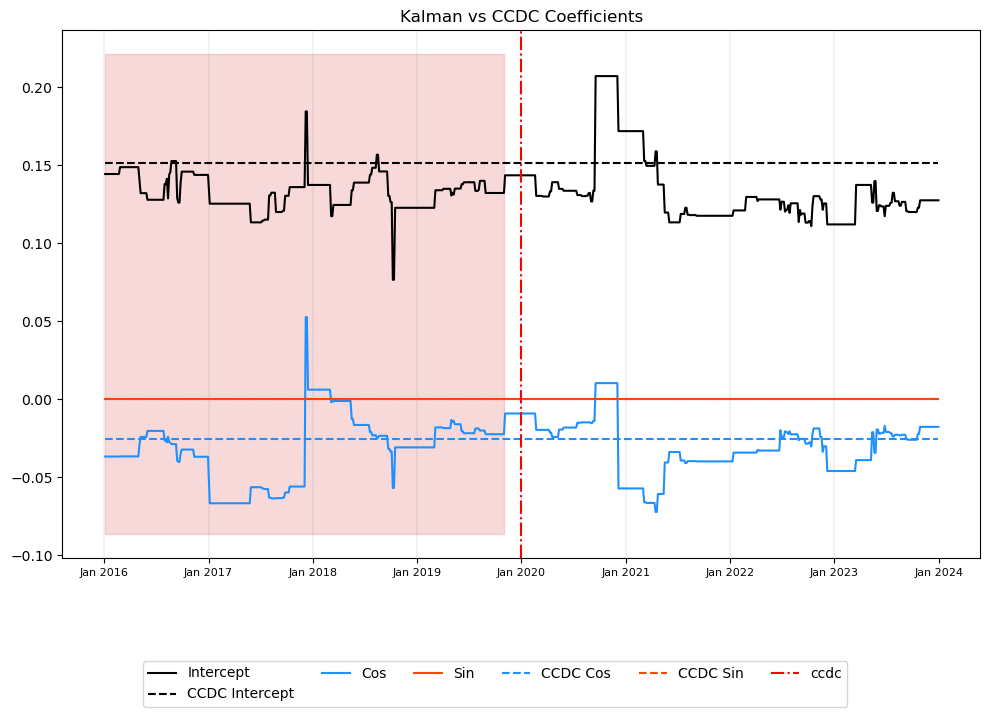 Kalman vs CCDC Coefficients
0.20
0.15
0.10
0.05
0.00
−0.05
−0.10
Jan 2016 Jan 2017 Jan 2018 Jan 2019 Jan 2020 Jan 2021 Jan 2022 Jan 2023 Jan 2024
Intercept Cos Sin CCDC Cos CCDC Sin ccdc
CCDC Intercept